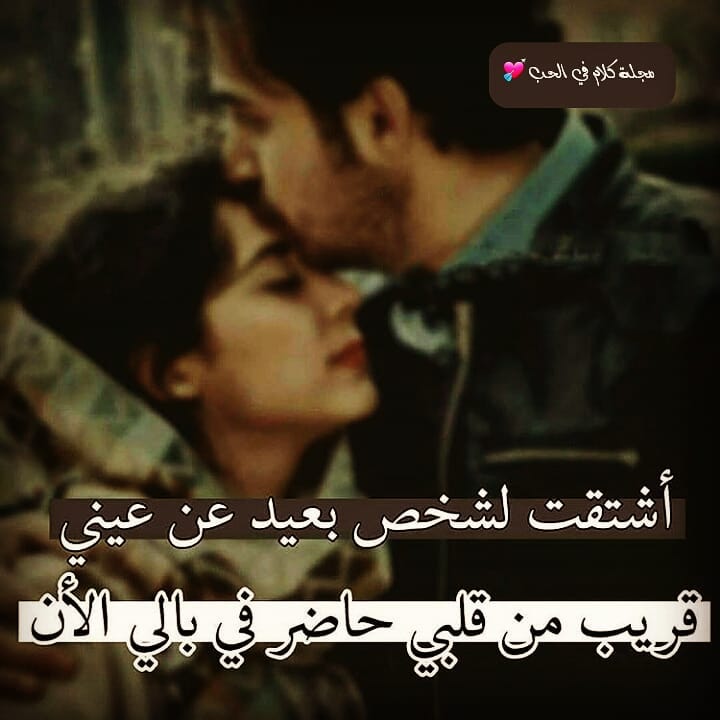 مجلة كلام في الحب 💘
أشتقت لشخص بعيد عن عيني
قريب من قلبي حاضر في بالي الأن